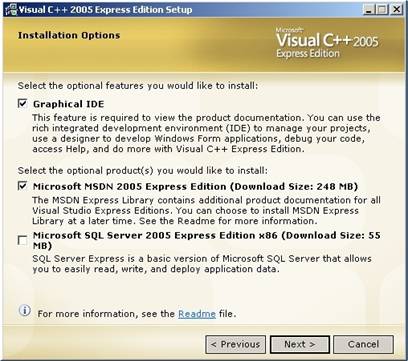 Visual C++ 2005 Express Edition Setup
Installation Options
Microsoft
Visual C++ 2005
Express Edition
Select the optional features you would like to install:
Graphical IDE
This feature is required to view the product documentation. You can use the
rich integrated development environment (IDE) to manage your projects,
use a designer to develop Windows Form applications, debug your code,
access Help, and do more with Visual C++ Express Edition.
Select the optional product(s) you would like to install:
Microsoft MSDN 2005 Express Edition (Download Size: 248 MB)
The MSDN Express Library contains additional product documentation for all
Visual Studio Express Editions. You can choose to install MSDN Express
Library at a later time. See the Readme for more information.
Microsoft SQL Server 2005 Express Edition x86 (Download Size: 55
MB)
SQL Server Express is a basic version of Microsoft SQL Server that allows
you to easily read, write, and deploy application data.
For more information, see the Readme file.
< Previous Next > Cancel